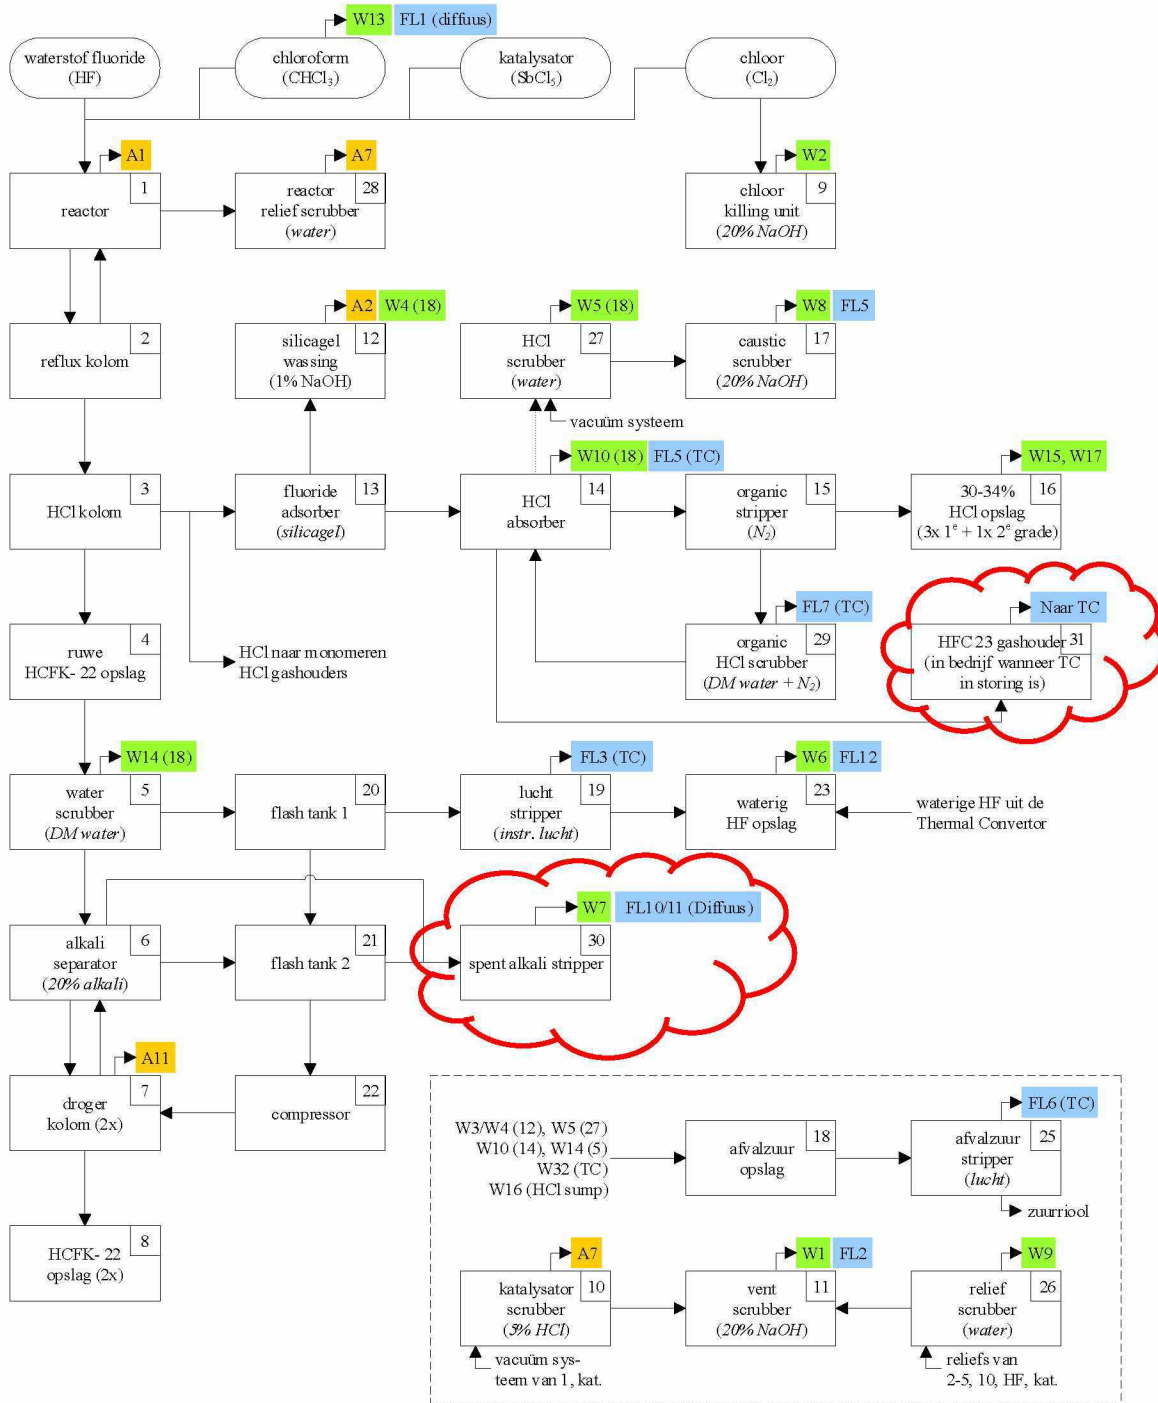 W13 FL1 (diffuus)
waterstof fluoride
(HF)
chloroform
(CHCl₃)
katalysator
(SbCl₅)
chloor
(Cl₂)
A1
1
reactor
A7
28
reactor
relief scrubber
(water)
W2
9
chloor
killing unit
(20% NaOH)
2
reflux kolom
A2 W4 (18)
12
silicagel
wassing
(1% NaOH)
W5 (18)
27
HCl
scrubber
(water)
W8 FL5
17
caustic
scrubber
(20% NaOH)
vacuüm systeem
3
HCl kolom
13
fluoride
adsorber
(silicagel)
W10 (18) FL5 (TC)
14
HCl
absorber
15
organic
stripper
(N₂)
W15, W17
16
30-34%
HCl opslag
(3x 1ᵉ + 1x 2ᵉ grade)
4
ruwe
HCFK- 22 opslag
HCl naar monomeren
HCl gashouders
FL7 (TC)
29
organic
HCl scrubber
(DM water + N₂)
Naar TC
31
HFC 23 gashouder
(in bedrijf wanneer TC
in storing is)
W14 (18)
5
water
scrubber
(DM water)
20
flash tank 1
FL3 (TC)
19
lucht
stripper
(instr. lucht)
W6 FL12
23
waterig
HF opslag
waterige HF uit de
Thermal Convertor
6
alkali
separator
(20% alkali)
21
flash tank 2
W7 FL10/11 (Diffuus)
30
spent alkali stripper
A11
7
droger
kolom (2x)
22
compressor
8
HCFK- 22
opslag (2x)
W3/W4 (12), W5 (27)
W10 (14), W14 (5)
W32 (TC)
W16 (HCl sump)
18
afvalzuur
opslag
FL6 (TC)
25
afvalzuur
stripper
(lucht)
zuurriool
A7
10
katalysator
scrubber
(5% HCl)
vacuüm sys-
teem van 1, kat.
W1 FL2
11
vent
scrubber
(20% NaOH)
W9
26
relief
scrubber
(water)
reliefs van
2-5, 10, HF, kat.